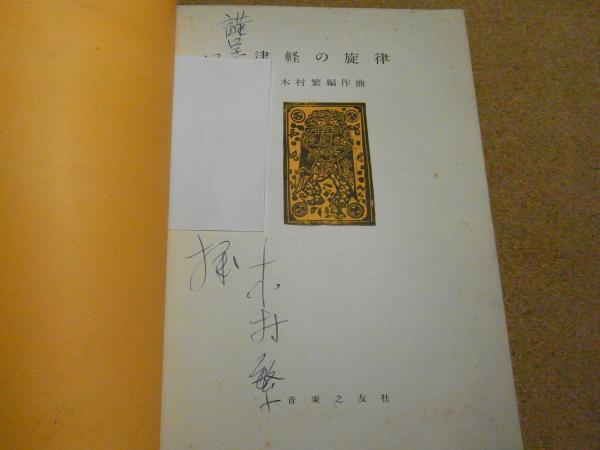 津軽の旋律
木村繁編作曲
謹呈
様
木村繁
音楽之友社